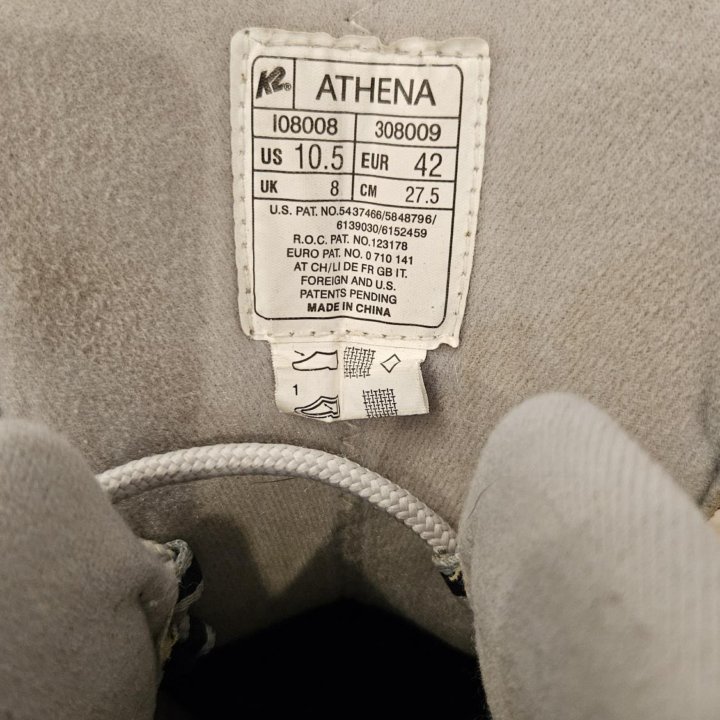 K2 ATHENA
I08008 308009
US 10.5 EUR 42
UK 8 CM 27.5
U.S. PAT. NO.5437466/5848796/
6139030/6152459
R.O.C. PAT. NO.123178
EURO PAT. NO. 0 710 141
AT CH/LI DE FR GB IT.
FOREIGN AND U.S.
PATENTS PENDING
MADE IN CHINA
1